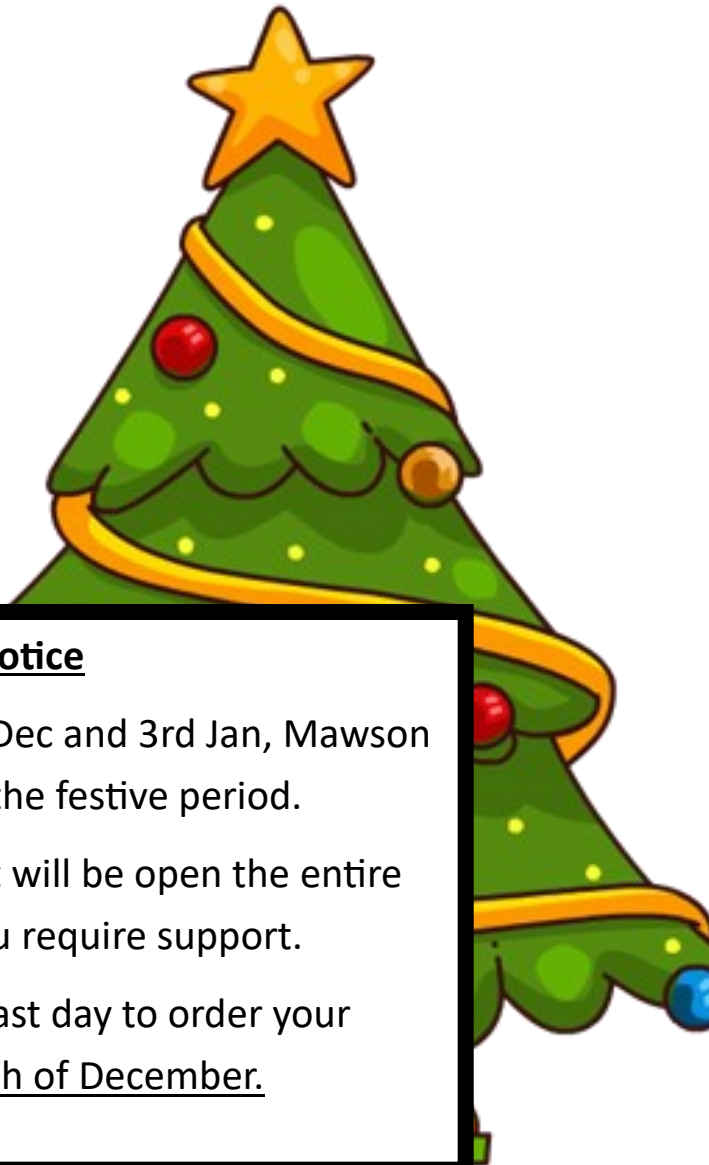 otice
Dec and 3rd Jan, Mawson
the festive period.
will be open the entire
require support.
ast day to order your
h of December.